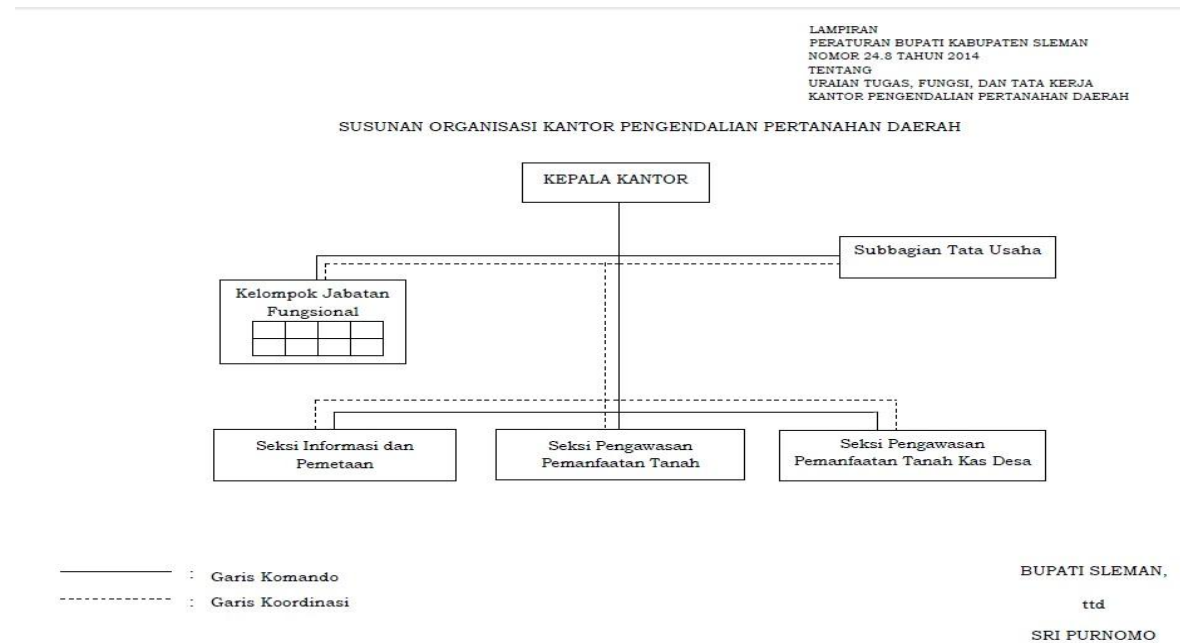 LAMPIRAN
PERATURAN BUPATI KABUPATEN SLEMAN
NOMOR 24.8 TAHUN 2014
TENTANG
URAIAN TUGAS, FUNGSI, DAN TATA KERJA
KANTOR PENGENDALIAN PERTANAHAN DAERAH
SUSUNAN ORGANISASI KANTOR PENGENDALIAN PERTANAHAN DAERAH
KEPALA KANTOR
Subbagian Tata Usaha
Kelompok Jabatan
Fungsional
Seksi Informasi dan
Pemetaan
Seksi Pengawasan
Pemanfaatan Tanah
Seksi Pengawasan
Pemanfaatan Tanah Kas Desa
: Garis Komando
: Garis Koordinasi
BUPATI SLEMAN,
ttd
SRI PURNOMO